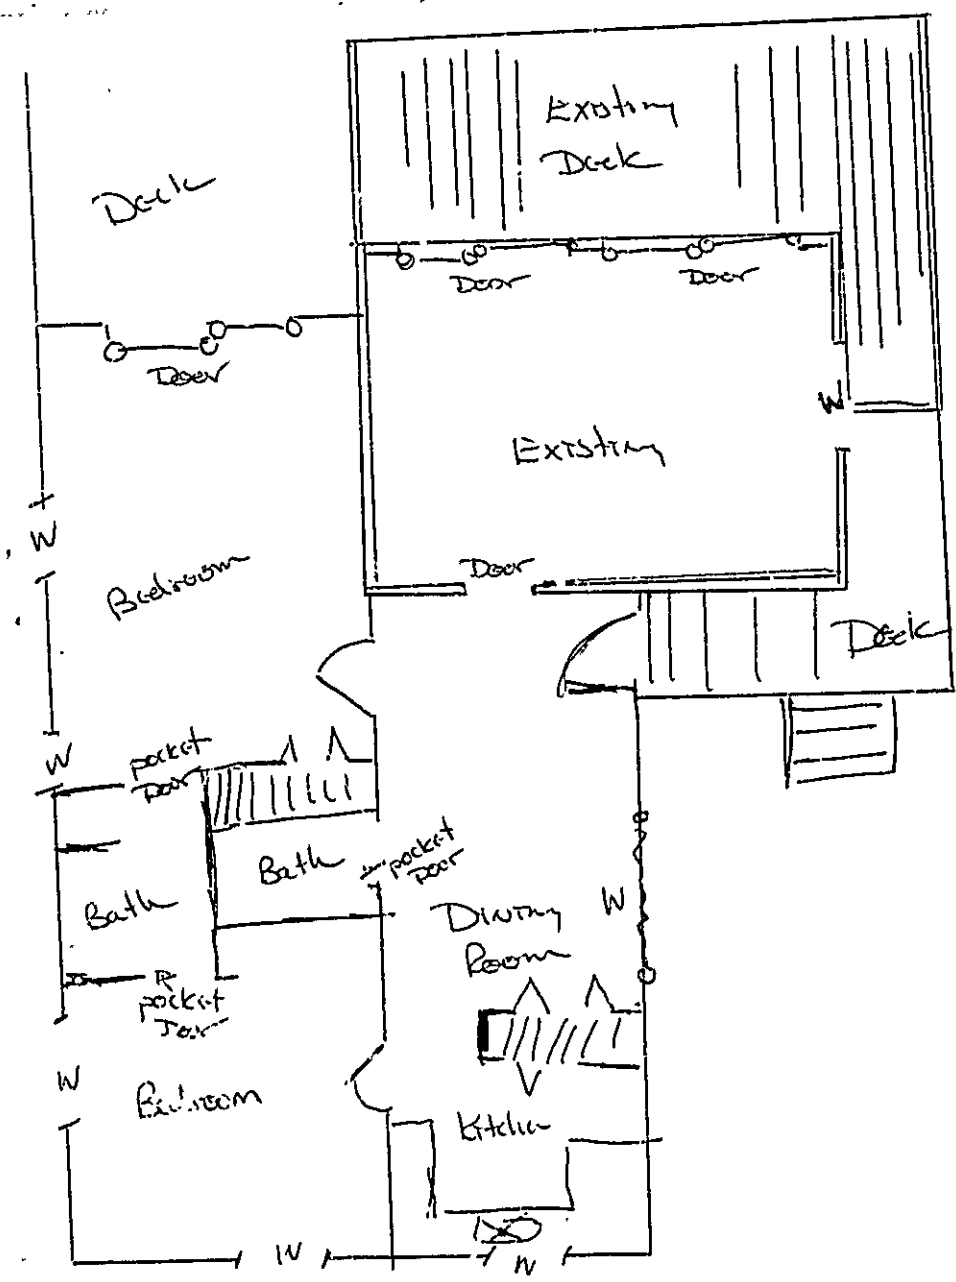 Existing
Deck
Deck
Door
Door
Door
W
Existing
W
Door
Bedroom
Deck
W
pocket
Door
Bath
pocket
Door
Bath
W
Dining
Room
pocket
Door
W
Bedroom
Kitchen
W
W